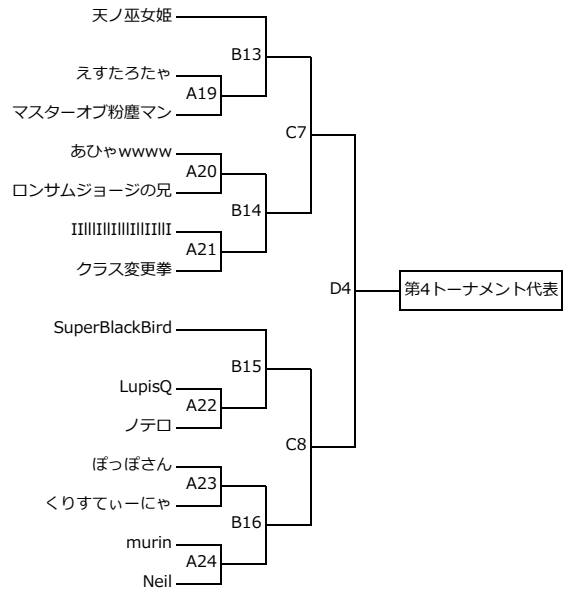 天ノ巫女姫
B13
えすたろたゃ
A19
マスターオブ粉塵マン
C7
あひゃwwww
A20
ロンサムジョージの兄
B14
A21
クラス変更拳
D4
第4トーナメント代表
SuperBlackBird
B15
LupisQ
A22
ノテロ
C8
ぽっぽさん
A23
くりすてぃーにゃ
B16
murin
A24
Neil